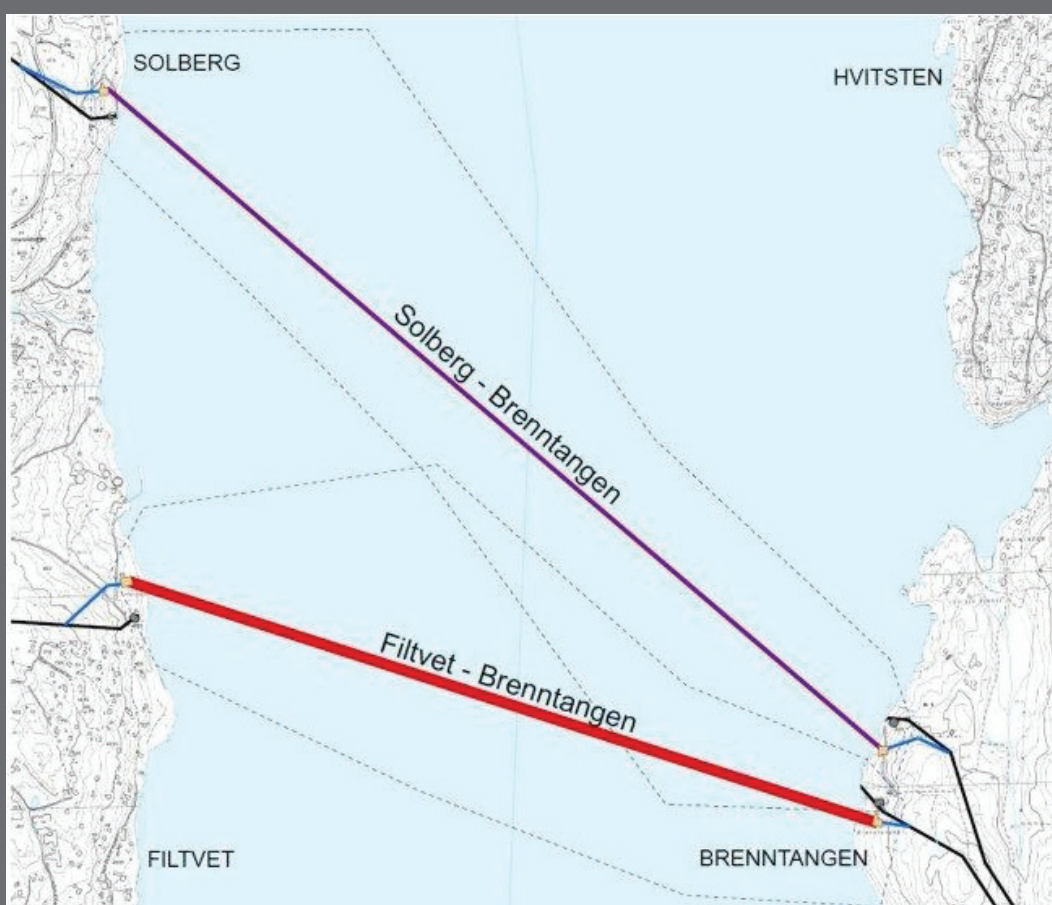 SOLBERG
HVITSTEN
Solberg - Brenntangen
Filtvet - Brenntangen
FILTVET
BRENNTANGEN